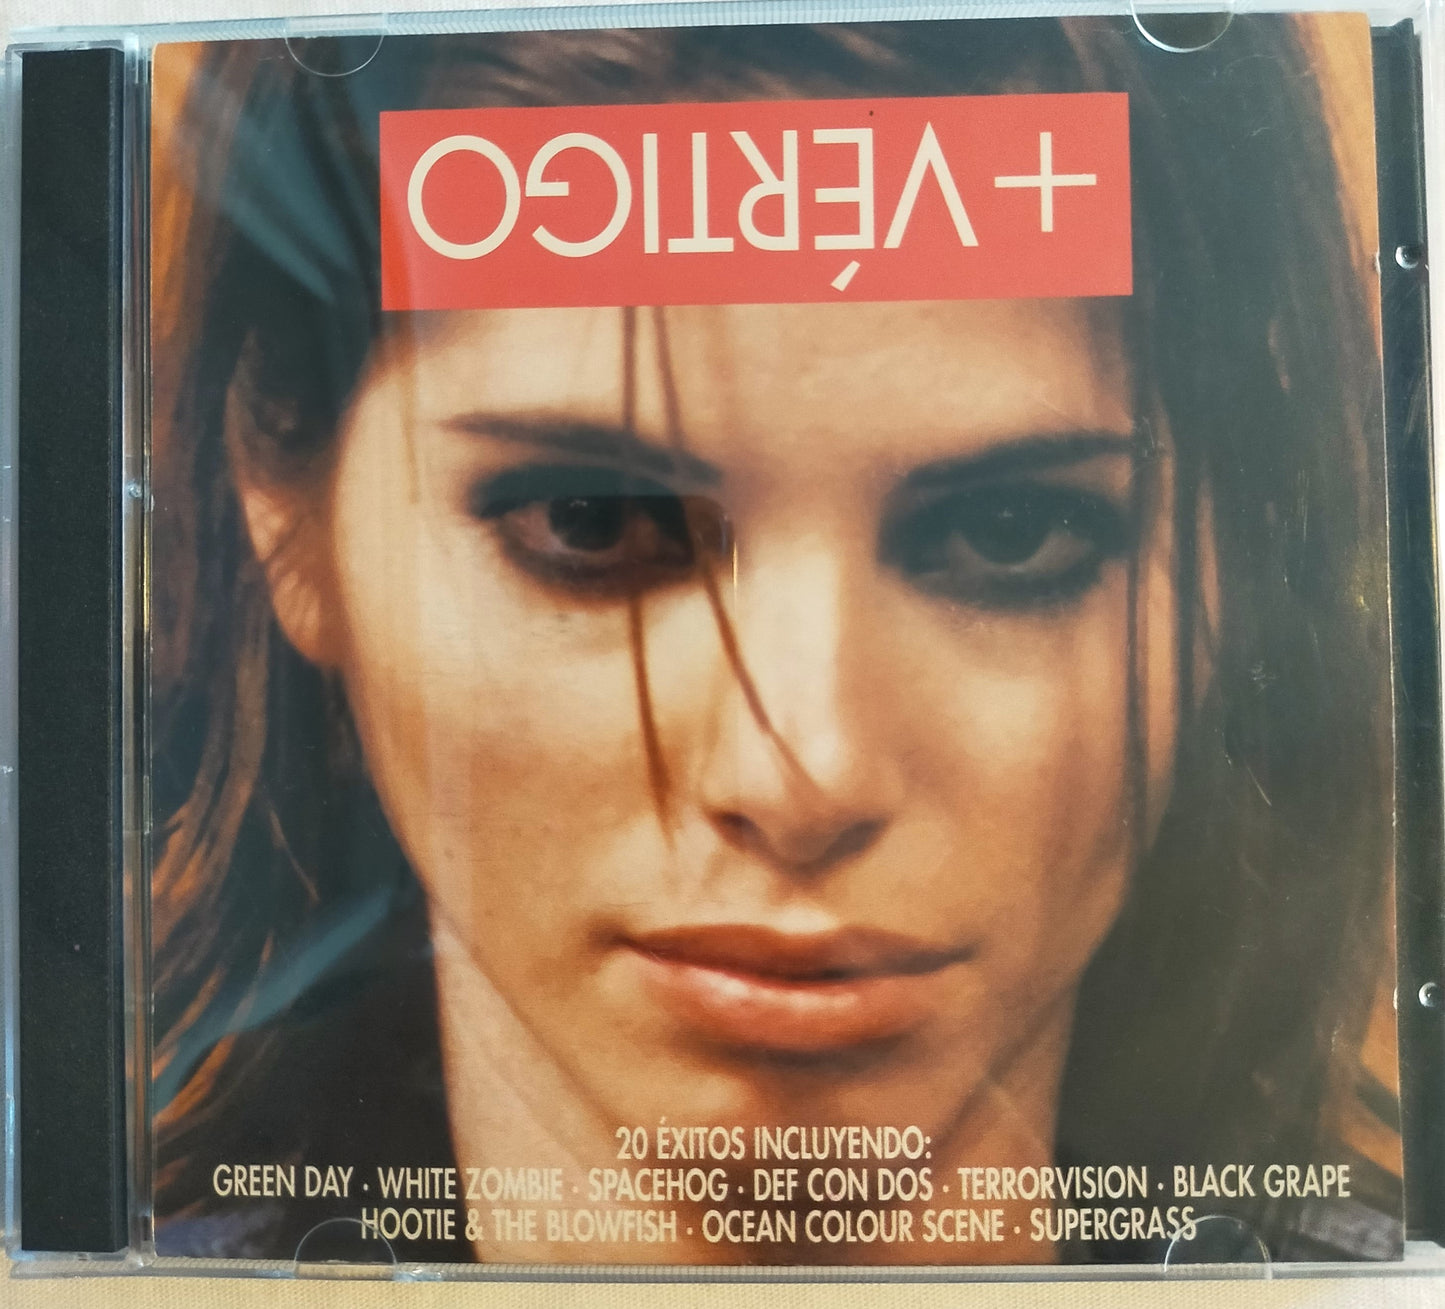 + VÉRTIGO
20 ÉXITOS INCLUYENDO:
GREEN DAY · WHITE ZOMBIE · SPACEHOG · DEF CON DOS · TERRORVISION · BLACK GRAPE
HOOTIE & THE BLOWFISH · OCEAN COLOUR SCENE · SUPERGRASS